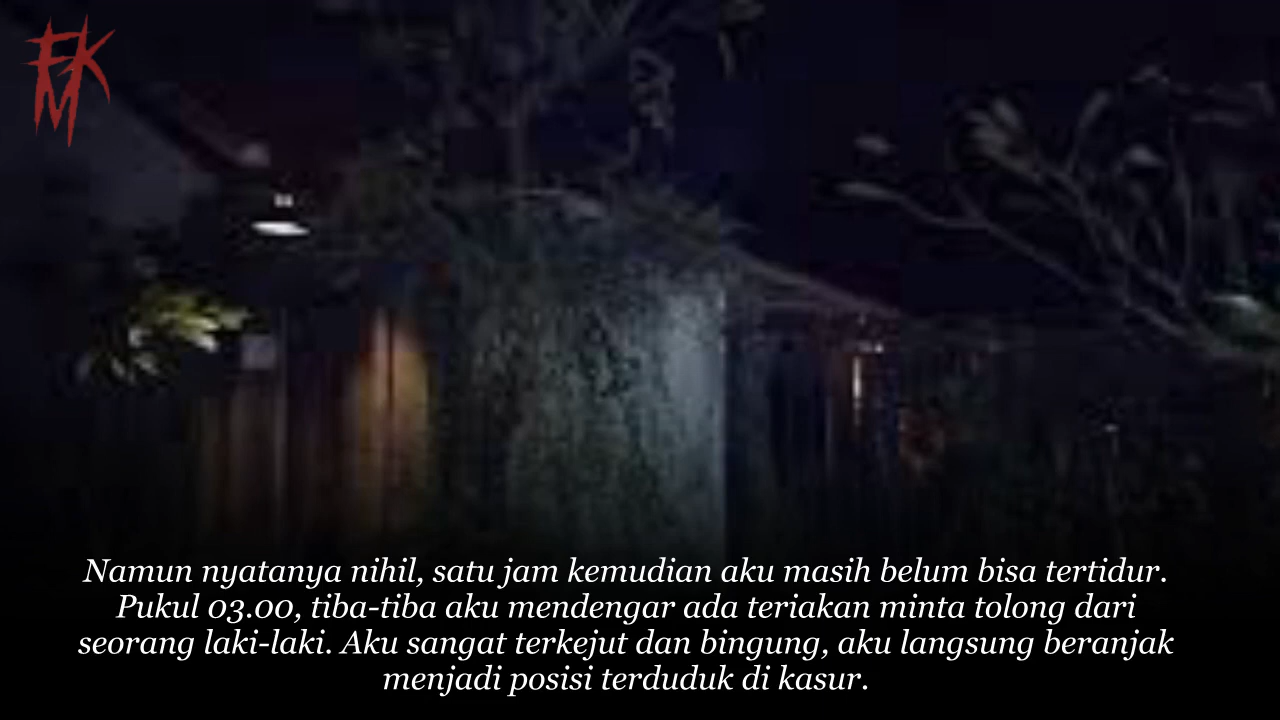 FKM
Namun nyatanya nihil, satu jam kemudian aku masih belum bisa tertidur.
Pukul 03.00, tiba-tiba aku mendengar ada teriakan minta tolong dari
seorang laki-laki. Aku sangat terkejut dan bingung, aku langsung beranjak
menjadi posisi terduduk di kasur.